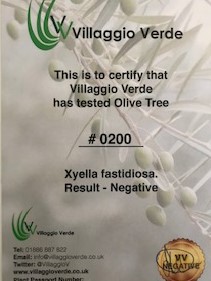 Villaggio Verde
This is to certify that
Villaggio Verde
has tested Olive Tree
# 0200
Xyella fastidiosa.
Result - Negative
Villaggio Verde
Tel: 01986 887 822
Email: info@villaggioverde.co.uk
Twitter: @Villaggiov/
www.villaggioverde.co.uk
Plant Passport Number:
VV
NEGATIVE